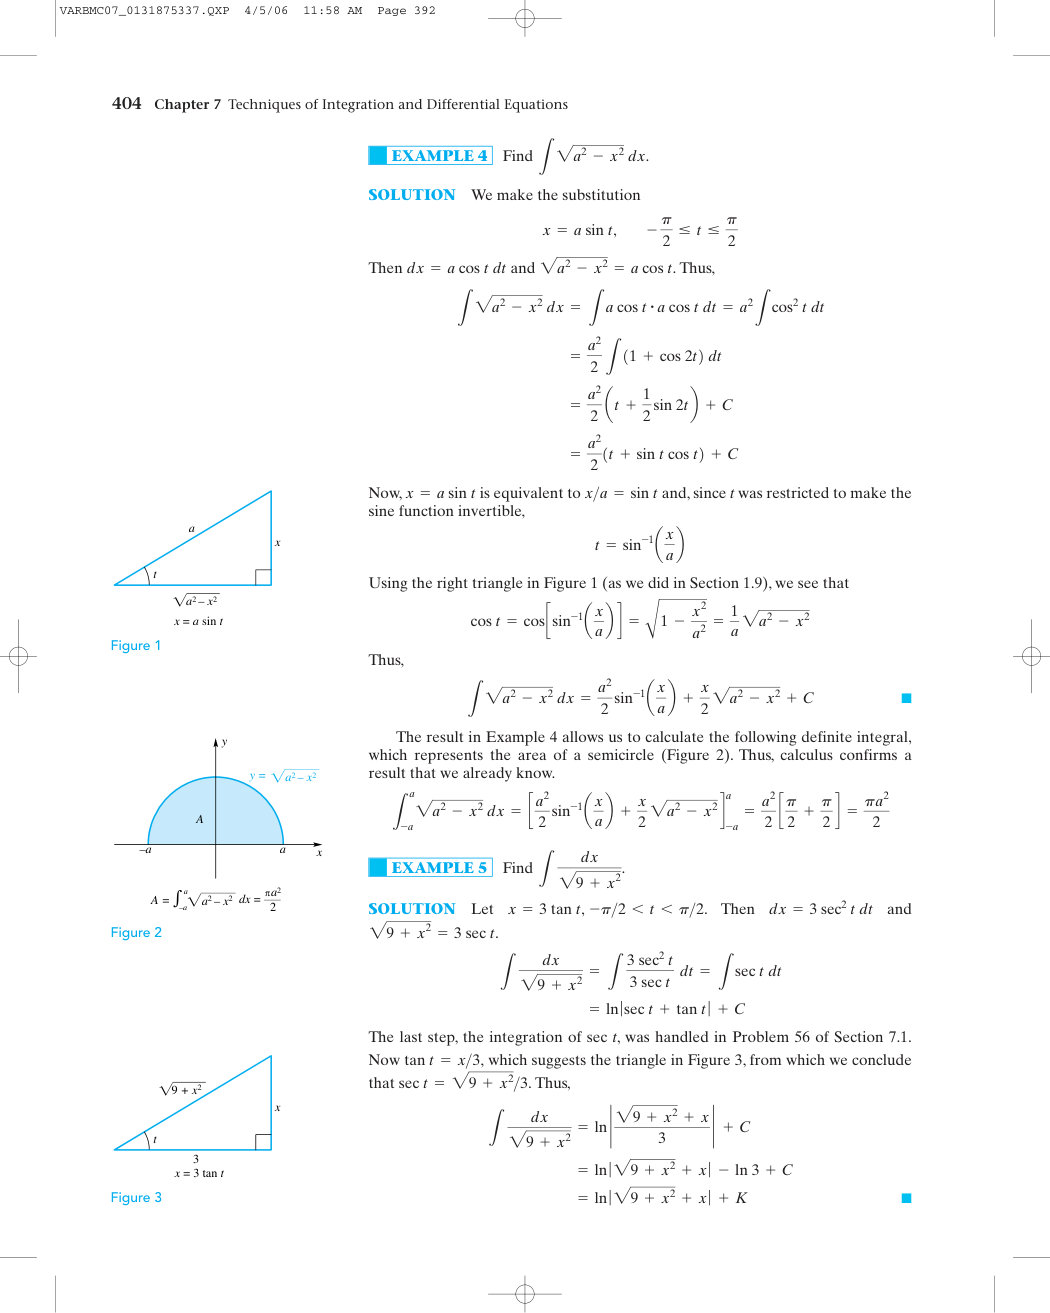 VARBMC07_0131875337.QXP 4/5/06 11:58 AM Page 392
404 Chapter 7 Techniques of Integration and Differential Equations
EXAMPLE 4 Find ∫ √(a² − x²) dx.
SOLUTION We make the substitution
x = a sin t, −π/2 ≤ t ≤ π/2
Then dx = a cos t dt and √(a² − x²) = a cos t. Thus,
∫ √(a² − x²) dx = ∫ a cos t · a cos t dt = a² ∫ cos² t dt
= a²/2 ∫ (1 + cos 2t) dt
= a²/2 (t + 1/2 sin 2t) + C
= a²/2 (t + sin t cos t) + C
Now, x = a sin t is equivalent to x/a = sin t and, since t was restricted to make the
sine function invertible,
t = sin⁻¹(x/a)
Using the right triangle in Figure 1 (as we did in Section 1.9), we see that
cos t = cos[sin⁻¹(x/a)] = √(1 − x²/a²) = 1/a √(a² − x²)
Thus,
∫ √(a² − x²) dx = a²/2 sin⁻¹(x/a) + x/2 √(a² − x²) + C
a
x
t
√(a² – x²)
x = a sin t
Figure 1
The result in Example 4 allows us to calculate the following definite integral,
which represents the area of a semicircle (Figure 2). Thus, calculus confirms a
result that we already know.
∫₋ₐᵃ √(a² − x²) dx = [a²/2 sin⁻¹(x/a) + x/2 √(a² − x²)]₋ₐᵃ = a²/2 [π/2 + π/2] = πa²/2
y
y = √(a² – x²)
A
–a
a
x
A = ∫₋ₐᵃ √(a² – x²) dx = πa²/2
Figure 2
EXAMPLE 5 Find ∫ dx/√(9 + x²).
SOLUTION Let x = 3 tan t, −π/2 < t < π/2. Then dx = 3 sec² t dt and
√(9 + x²) = 3 sec t.
∫ dx/√(9 + x²) = ∫ 3 sec² t/3 sec t dt = ∫ sec t dt
= ln|sec t + tan t| + C
The last step, the integration of sec t, was handled in Problem 56 of Section 7.1.
Now tan t = x/3, which suggests the triangle in Figure 3, from which we conclude
that sec t = √(9 + x²)/3. Thus,
∫ dx/√(9 + x²) = ln|(√(9 + x²) + x)/3| + C
= ln|√(9 + x²) + x| − ln 3 + C
= ln|√(9 + x²) + x| + K
√(9 + x²)
x
t
3
x = 3 tan t
Figure 3